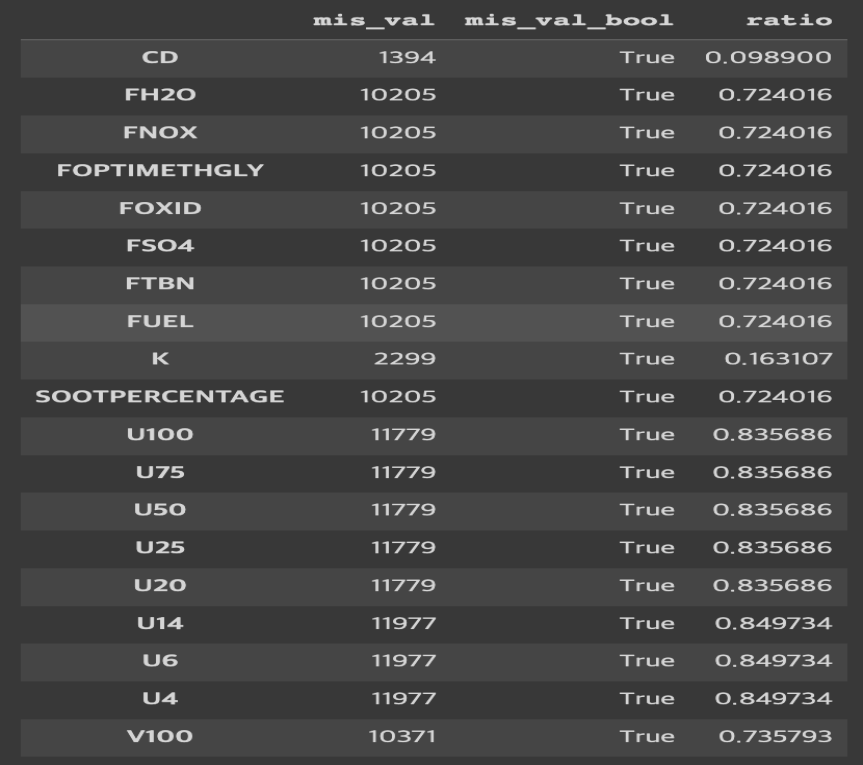 mis_val mis_val_bool ratio
CD 1394 True 0.098900
FH2O 10205 True 0.724016
FNOX 10205 True 0.724016
FOPTIMETHGLY 10205 True 0.724016
FOXID 10205 True 0.724016
FSO4 10205 True 0.724016
FTBN 10205 True 0.724016
FUEL 10205 True 0.724016
K 2299 True 0.163107
SOOTPERCENTAGE 10205 True 0.724016
U100 11779 True 0.835686
U75 11779 True 0.835686
U50 11779 True 0.835686
U25 11779 True 0.835686
U20 11779 True 0.835686
U14 11977 True 0.849734
U6 11977 True 0.849734
U4 11977 True 0.849734
V100 10371 True 0.735793